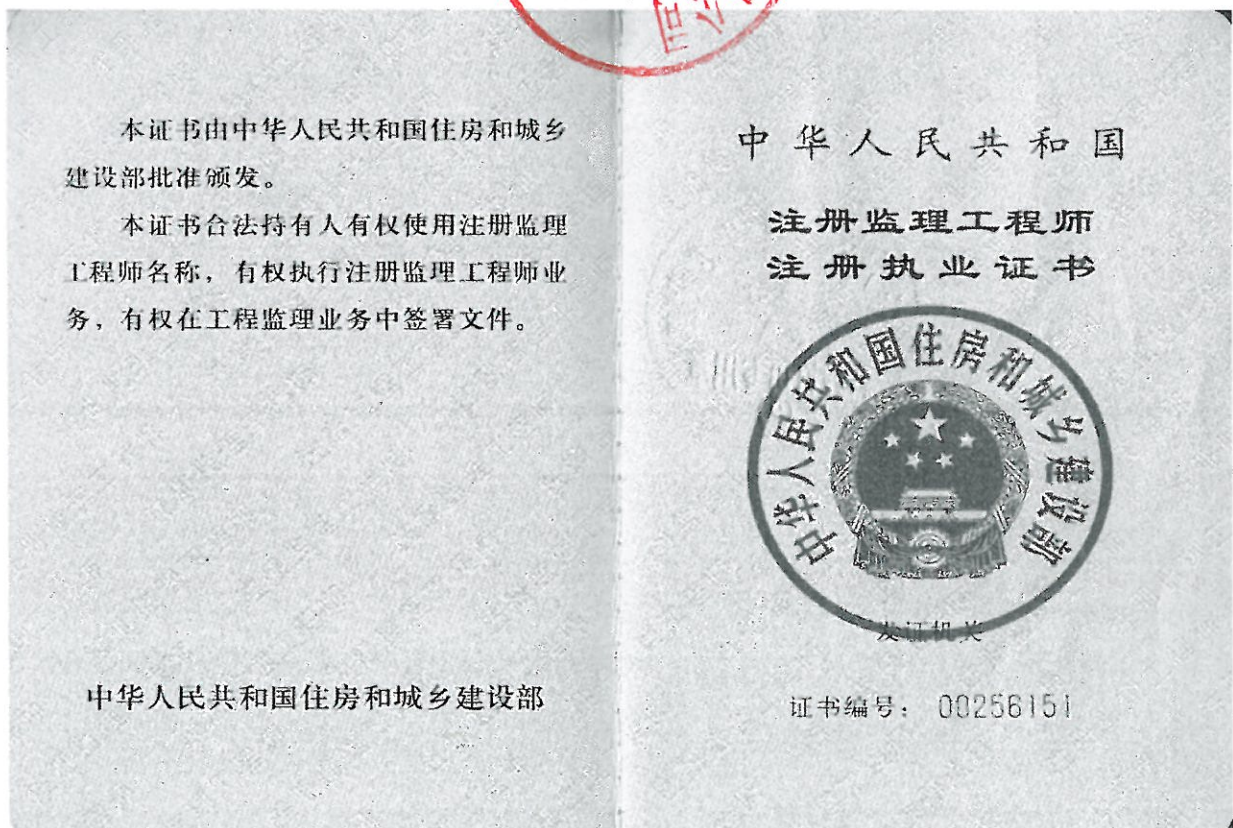 本证书由中华人民共和国住房和城乡
建设部批准颁发。
本证书合法持有人有权使用注册监理
工程师名称，有权执行注册监理工程师业
务，有权在工程监理业务中签署文件。
中华人民共和国住房和城乡建设部
中华人民共和国
注册监理工程师
注册执业证书
中华人民共和国住房和城乡建设部
发证机关
证书编号： 00256151